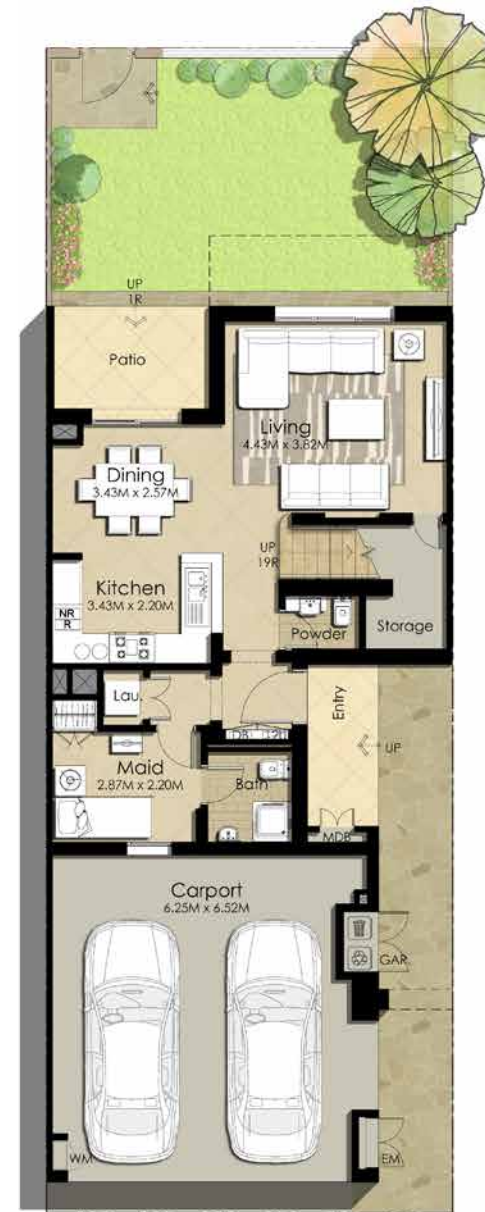 UP
1R
Patio
Living
4.43M x 3.82M
Dining
3.43M x 2.57M
UP
19R
Kitchen
3.43M x 2.20M
NR
R
Powder
Storage
Lau
Entry
DB
UP
Maid
2.87M x 2.20M
Bath
MDB
Carport
6.25M x 6.52M
GAR
WM
EM